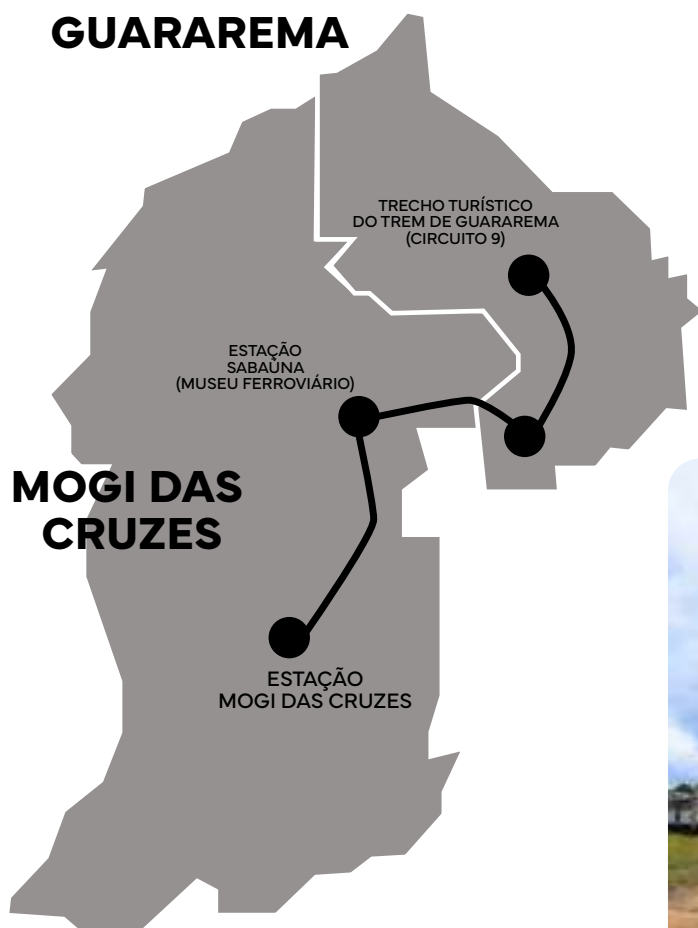 GUARAREMA
TRECHO TURÍSTICO
DO TREM DE GUARAREMA
(CIRCUITO 9)
ESTAÇÃO
SABAÚNA
(MUSEU FERROVIÁRIO)
MOGI DAS
CRUZES
ESTAÇÃO
MOGI DAS CRUZES